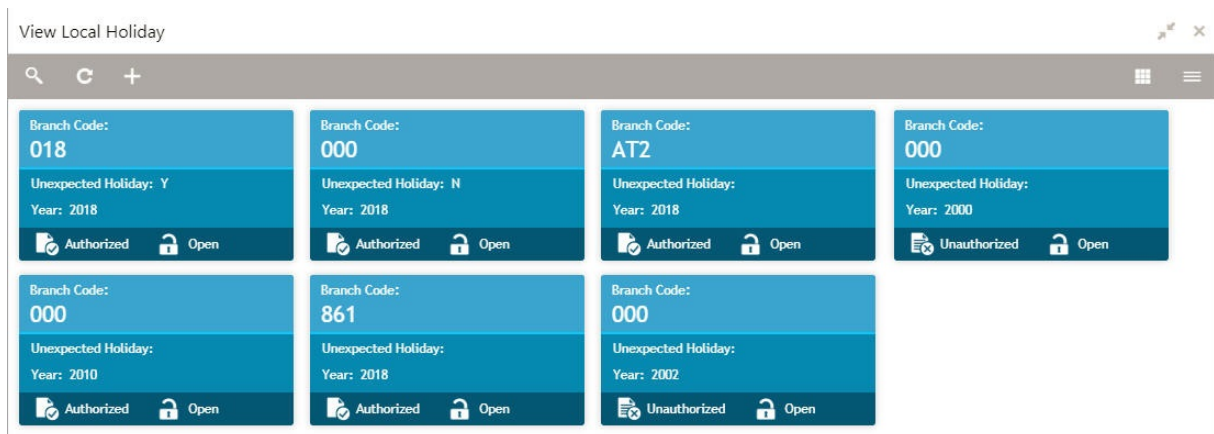 View Local Holiday
Branch Code:
018
Unexpected Holiday: Y
Year: 2018
Authorized Open
Branch Code:
000
Unexpected Holiday: N
Year: 2018
Authorized Open
Branch Code:
AT2
Unexpected Holiday:
Year: 2018
Authorized Open
Branch Code:
000
Unexpected Holiday:
Year: 2000
Unauthorized Open
Branch Code:
000
Unexpected Holiday:
Year: 2010
Authorized Open
Branch Code:
861
Unexpected Holiday:
Year: 2018
Authorized Open
Branch Code:
000
Unexpected Holiday:
Year: 2002
Unauthorized Open